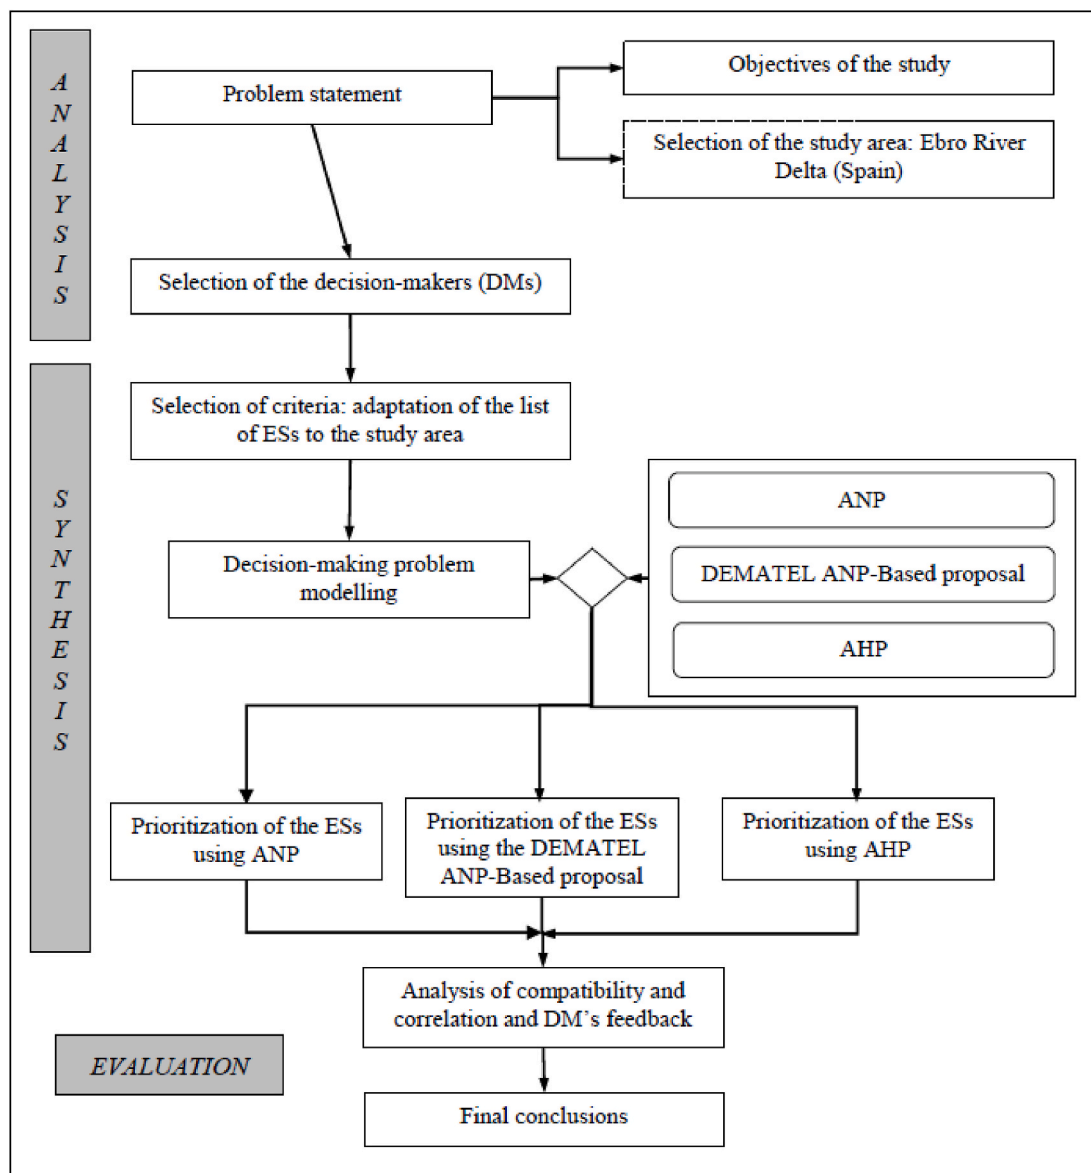 ANALYSIS
Problem statement
Objectives of the study
Selection of the study area: Ebro River
Delta (Spain)
Selection of the decision-makers (DMs)
SYNTHESIS
Selection of criteria: adaptation of the list
of ESs to the study area
Decision-making problem
modelling
ANP
DEMATEL ANP-Based proposal
AHP
Prioritization of the ESs
using ANP
Prioritization of the ESs
using the DEMATEL
ANP-Based proposal
Prioritization of the ESs
using AHP
Analysis of compatibility and
correlation and DM's feedback
EVALUATION
Final conclusions